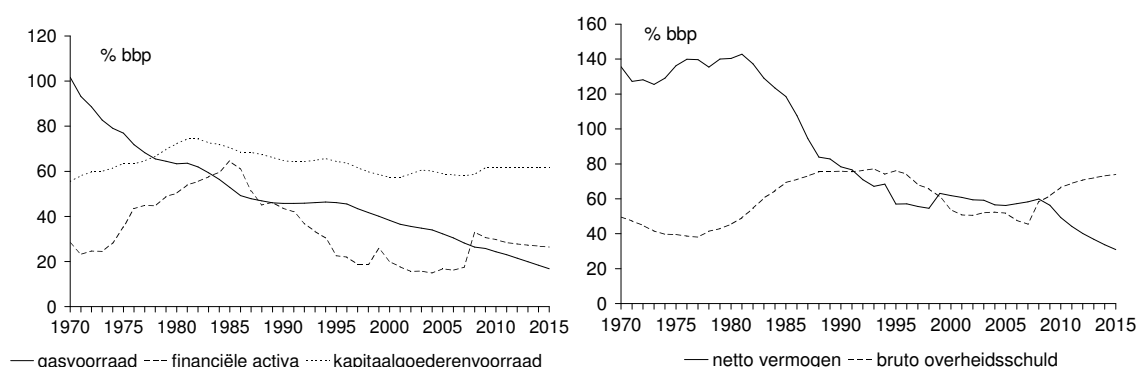 % bbp
120
100
80
60
40
20
0
1970 1975 1980 1985 1990 1995 2000 2005 2010 2015
gasvoorraad financiële activa kapitaalgoederenvoorraad
% bbp
160
140
120
100
80
60
40
20
0
1970 1975 1980 1985 1990 1995 2000 2005 2010 2015
netto vermogen bruto overheidsschuld